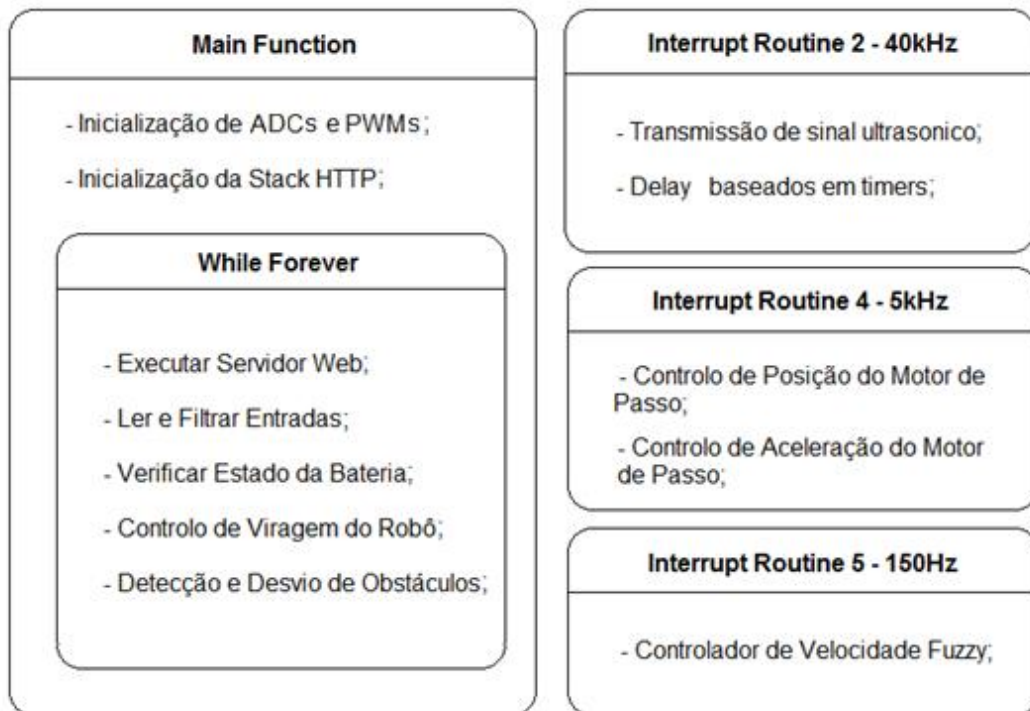 Main Function
- Inicialização de ADCs e PWMs;
- Inicialização da Stack HTTP;
While Forever
- Executar Servidor Web;
- Ler e Filtrar Entradas;
- Verificar Estado da Bateria;
- Controlo de Viragem do Robô;
- Detecção e Desvio de Obstáculos;
Interrupt Routine 2 - 40kHz
- Transmissão de sinal ultrasonico;
- Delay baseados em timers;
Interrupt Routine 4 - 5kHz
- Controlo de Posição do Motor de
Passo;
- Controlo de Aceleração do Motor
de Passo;
Interrupt Routine 5 - 150Hz
- Controlador de Velocidade Fuzzy;